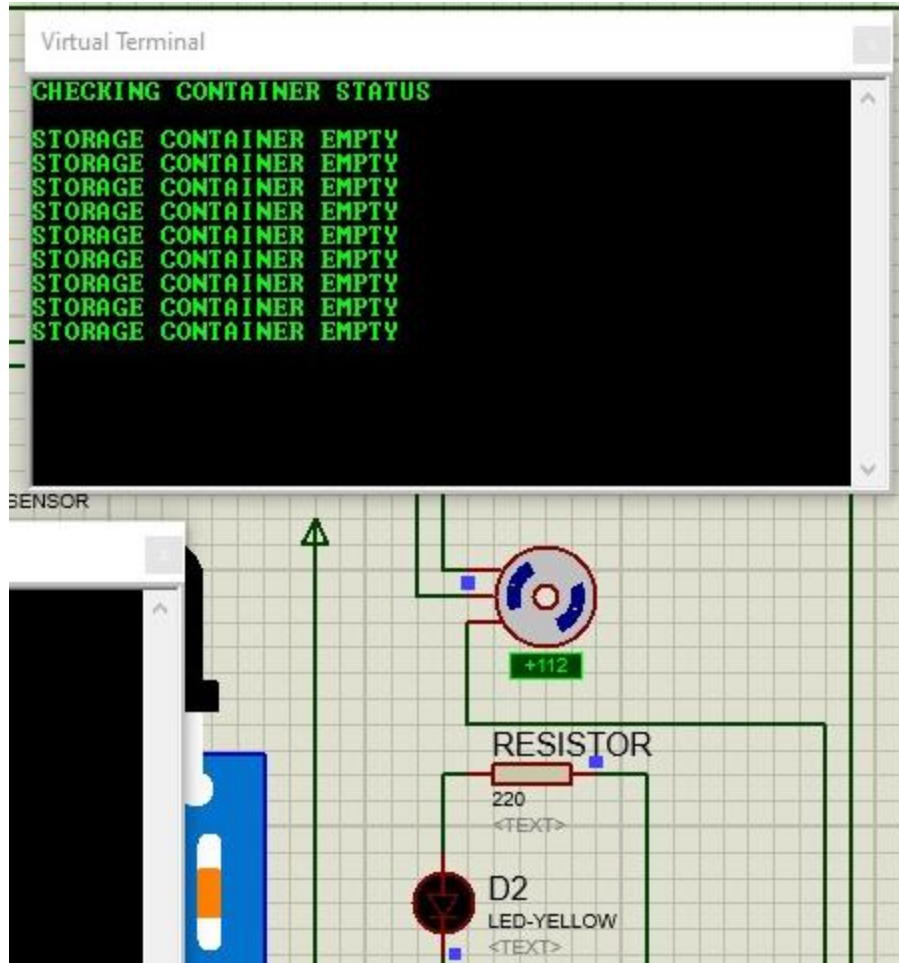 Virtual Terminal
CHECKING CONTAINER STATUS
STORAGE CONTAINER EMPTY
STORAGE CONTAINER EMPTY
STORAGE CONTAINER EMPTY
STORAGE CONTAINER EMPTY
STORAGE CONTAINER EMPTY
STORAGE CONTAINER EMPTY
STORAGE CONTAINER EMPTY
STORAGE CONTAINER EMPTY
STORAGE CONTAINER EMPTY
SENSOR
+112
RESISTOR
220
<TEXT>
D2
LED-YELLOW
<TEXT>